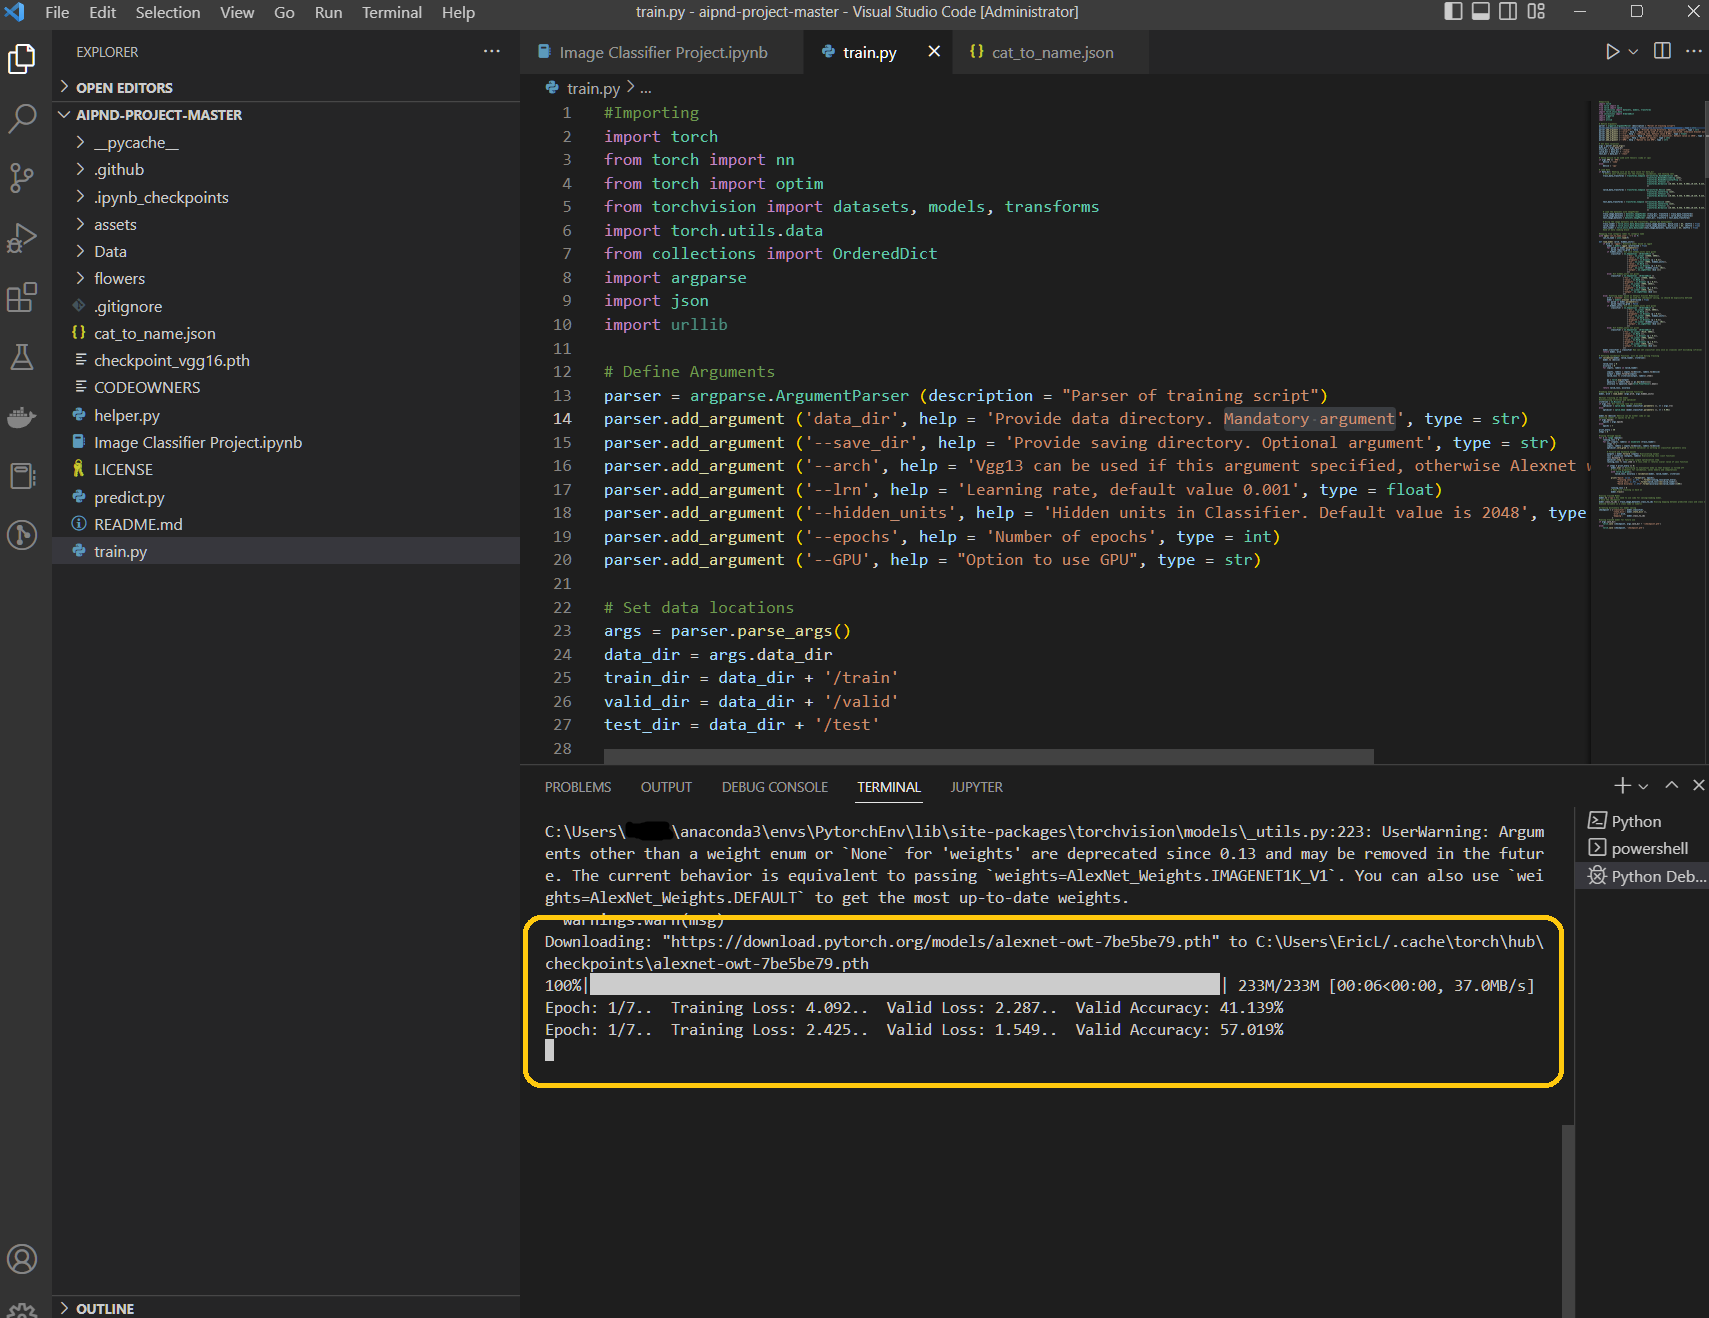 File Edit Selection View Go Run Terminal Help train.py - aipnd-project-master - Visual Studio Code [Administrator]
EXPLORER
OPEN EDITORS
AIPND-PROJECT-MASTER
__pycache__
.github
.ipynb_checkpoints
assets
Data
flowers
.gitignore
cat_to_name.json
checkpoint_vgg16.pth
CODEOWNERS
helper.py
Image Classifier Project.ipynb
LICENSE
predict.py
README.md
train.py
OUTLINE
Image Classifier Project.ipynb train.py cat_to_name.json
train.py > ...
1 #Importing
2 import torch
3 from torch import nn
4 from torch import optim
5 from torchvision import datasets, models, transforms
6 import torch.utils.data
7 from collections import OrderedDict
8 import argparse
9 import json
10 import urllib
11
12 # Define Arguments
13 parser = argparse.ArgumentParser (description = "Parser of training script")
14 parser.add_argument ('data_dir', help = 'Provide data directory. Mandatory argument', type = str)
15 parser.add_argument ('--save_dir', help = 'Provide saving directory. Optional argument', type = str)
16 parser.add_argument ('--arch', help = 'Vgg13 can be used if this argument specified, otherwise Alexnet w
17 parser.add_argument ('--lrn', help = 'Learning rate, default value 0.001', type = float)
18 parser.add_argument ('--hidden_units', help = 'Hidden units in Classifier. Default value is 2048', type
19 parser.add_argument ('--epochs', help = 'Number of epochs', type = int)
20 parser.add_argument ('--GPU', help = "Option to use GPU", type = str)
21
22 # Set data locations
23 args = parser.parse_args()
24 data_dir = args.data_dir
25 train_dir = data_dir + '/train'
26 valid_dir = data_dir + '/valid'
27 test_dir = data_dir + '/test'
28
PROBLEMS OUTPUT DEBUG CONSOLE TERMINAL JUPYTER
C:\Users\ \anaconda3\envs\PytorchEnv\lib\site-packages\torchvision\models\_utils.py:223: UserWarning: Argum
ents other than a weight enum or `None` for 'weights' are deprecated since 0.13 and may be removed in the futur
e. The current behavior is equivalent to passing `weights=AlexNet_Weights.IMAGENET1K_V1`. You can also use `wei
ghts=AlexNet_Weights.DEFAULT` to get the most up-to-date weights.
warnings.warn(msg)
Downloading: "https://download.pytorch.org/models/alexnet-owt-7be5be79.pth" to C:\Users\EricL/.cache\torch\hub\
checkpoints\alexnet-owt-7be5be79.pth
100%| | 233M/233M [00:06<00:00, 37.0MB/s]
Epoch: 1/7.. Training Loss: 4.092.. Valid Loss: 2.287.. Valid Accuracy: 41.139%
Epoch: 1/7.. Training Loss: 2.425.. Valid Loss: 1.549.. Valid Accuracy: 57.019%
Python
powershell
Python Deb...